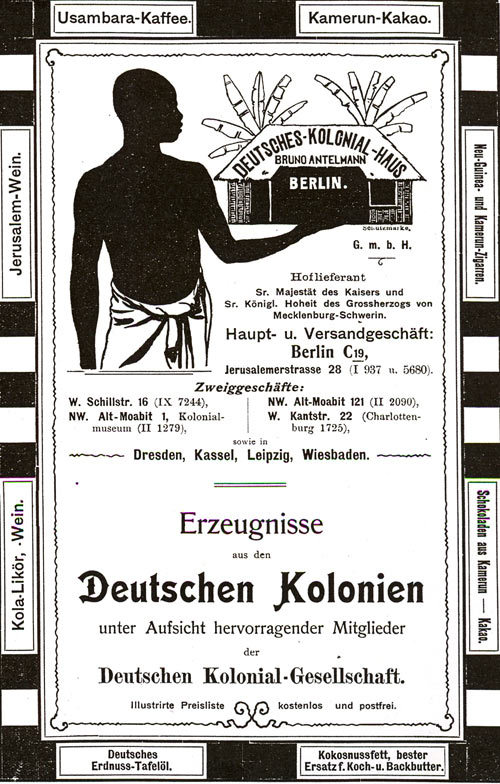 Usambara-Kaffee.
Kamerun-Kakao.
Jerusalem-Wein.
Neu-Guinea- und Kamerun-Zigarren.
DEUTSCHES-KOLONIAL-HAUS
BRUNO ANTELMANN
BERLIN.
Schutzmarke.
G. m. b. H.
Hoflieferant
Sr. Majestät des Kaisers und
Sr. Königl. Hoheit des Grossherzogs von
Mecklenburg-Schwerin.
Haupt- u. Versandgeschäft:
Berlin C19,
Jerusalemerstrasse 28 (I 937 u. 5680).
Zweiggeschäfte:
W. Schillstr. 16 (IX 7244),
NW. Alt-Moabit 1, Kolonial-
museum (II 1279),
NW. Alt-Moabit 121 (II 2090),
W. Kantstr. 22 (Charlotten-
burg 1725),
sowie in
Dresden, Kassel, Leipzig, Wiesbaden.
Kola-Likör, -Wein.
Schokoladen aus Kamerun — Kakao.
Erzeugnisse
aus den
Deutschen Kolonien
unter Aufsicht hervorragender Mitglieder
der
Deutschen Kolonial-Gesellschaft.
Illustrirte Preisliste kostenlos und postfrei.
Deutsches
Erdnuss-Tafelöl.
Kokosnussfett, bester
Ersatz f. Koch- u. Backbutter.